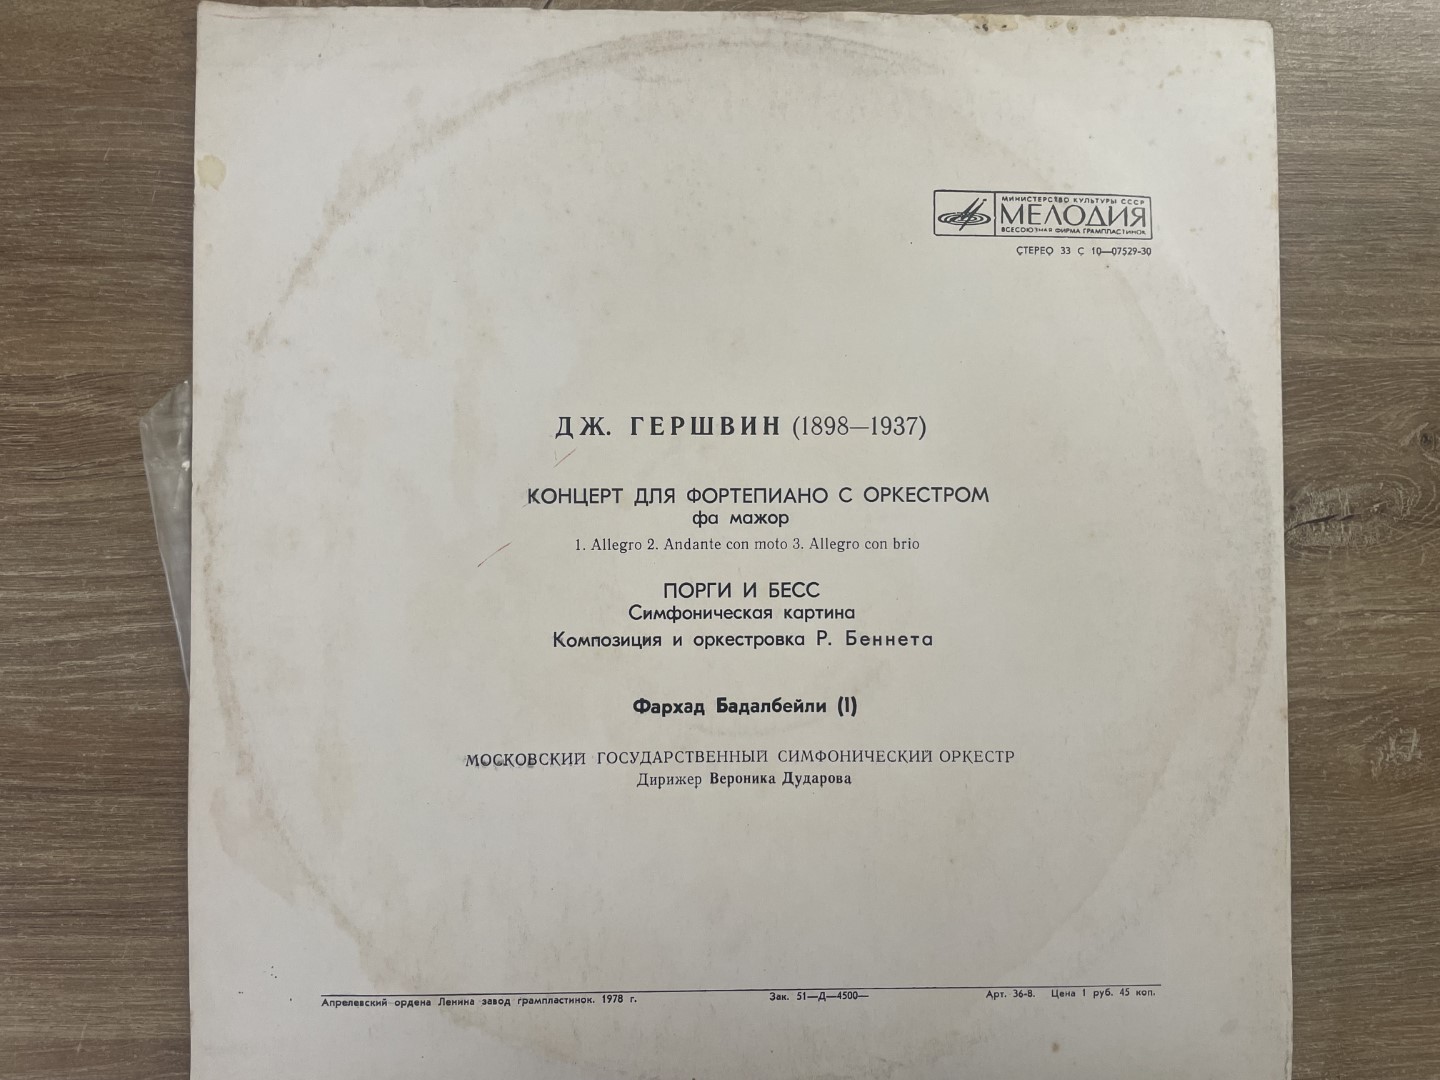 МИНИСТЕРСТВО КУЛЬТУРЫ СССР
МЕЛОДИЯ
ВСЕСОЮЗНАЯ ФИРМА ГРАМПЛАСТИНОК
СТЕРЕО 33 С 10—07529-30
ДЖ. ГЕРШВИН (1898—1937)
КОНЦЕРТ ДЛЯ ФОРТЕПИАНО С ОРКЕСТРОМ
фа мажор
1. Allegro 2. Andante con moto 3. Allegro con brio
ПОРГИ И БЕСС
Симфоническая картина
Композиция и оркестровка Р. Беннета
Фархад Бадалбейли (I)
МОСКОВСКИЙ ГОСУДАРСТВЕННЫЙ СИМФОНИЧЕСКИЙ ОРКЕСТР
Дирижер Вероника Дударова
Апрелевский ордена Ленина завод грампластинок. 1978 г. Зак. 51—Д—4500— Арт. 36-8. Цена 1 руб. 45 коп.